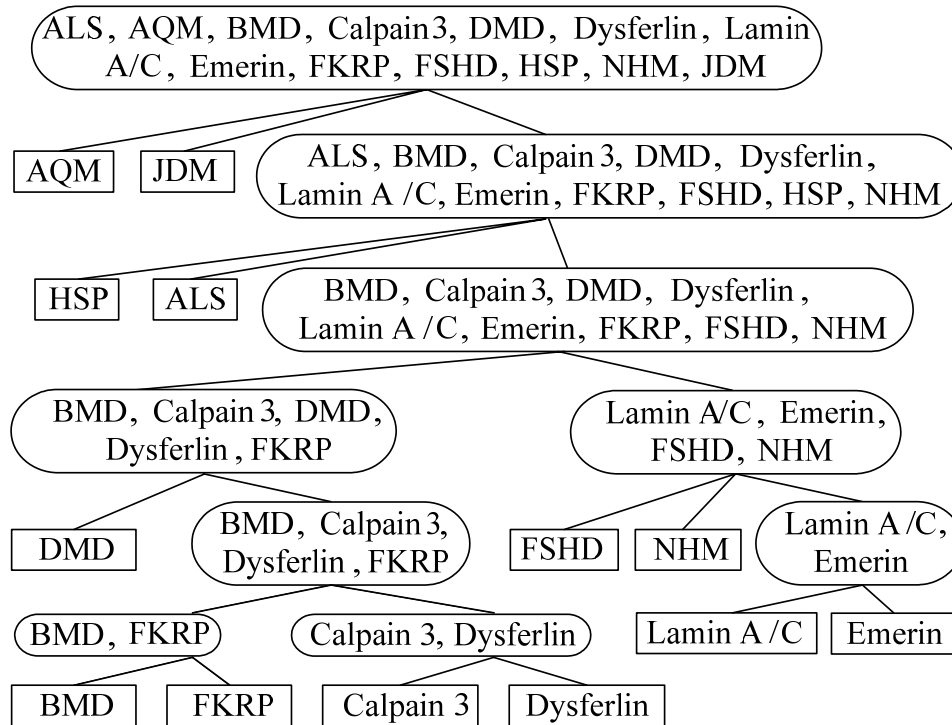 ALS, AQM, BMD, Calpain 3, DMD, Dysferlin, Lamin
A/C, Emerin, FKRP, FSHD, HSP, NHM, JDM
AQM
JDM
ALS, BMD, Calpain 3, DMD, Dysferlin,
Lamin A /C, Emerin, FKRP, FSHD, HSP, NHM
HSP
ALS
BMD, Calpain 3, DMD, Dysferlin,
Lamin A /C, Emerin, FKRP, FSHD, NHM
BMD, Calpain 3, DMD,
Dysferlin, FKRP
Lamin A/C, Emerin,
FSHD, NHM
DMD
BMD, Calpain 3,
Dysferlin, FKRP
FSHD
NHM
Lamin A /C,
Emerin
BMD, FKRP
Calpain 3, Dysferlin
Lamin A /C
Emerin
BMD
FKRP
Calpain 3
Dysferlin